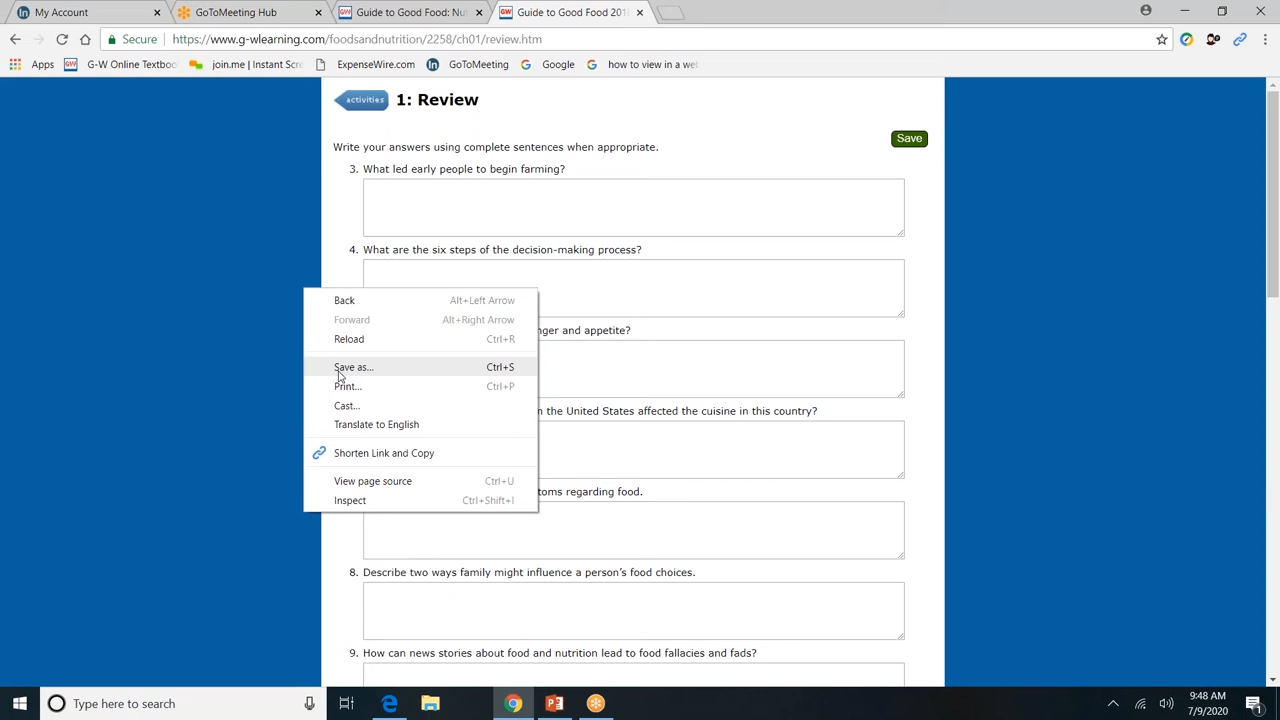 My Account
GoToMeeting Hub
Guide to Good Food: Nut
Guide to Good Food 2018
Secure
https://www.g-wlearning.com/foodsandnutrition/2258/ch01/review.htm
Apps
G-W Online Textboo
join.me | Instant Scre
ExpenseWire.com
GoToMeeting
Google
how to view in a web
activities
1: Review
Save
Write your answers using complete sentences when appropriate.
3. What led early people to begin farming?
4. What are the six steps of the decision-making process?
Back Alt+Left Arrow
Forward Alt+Right Arrow
nger and appetite?
Reload Ctrl+R
Save as... Ctrl+S
Print... Ctrl+P
Cast...
n the United States affected the cuisine in this country?
Translate to English
Shorten Link and Copy
View page source Ctrl+U
toms regarding food.
Inspect Ctrl+Shift+I
8. Describe two ways family might influence a person's food choices.
9. How can news stories about food and nutrition lead to food fallacies and fads?
Type here to search
9:48 AM
7/9/2020